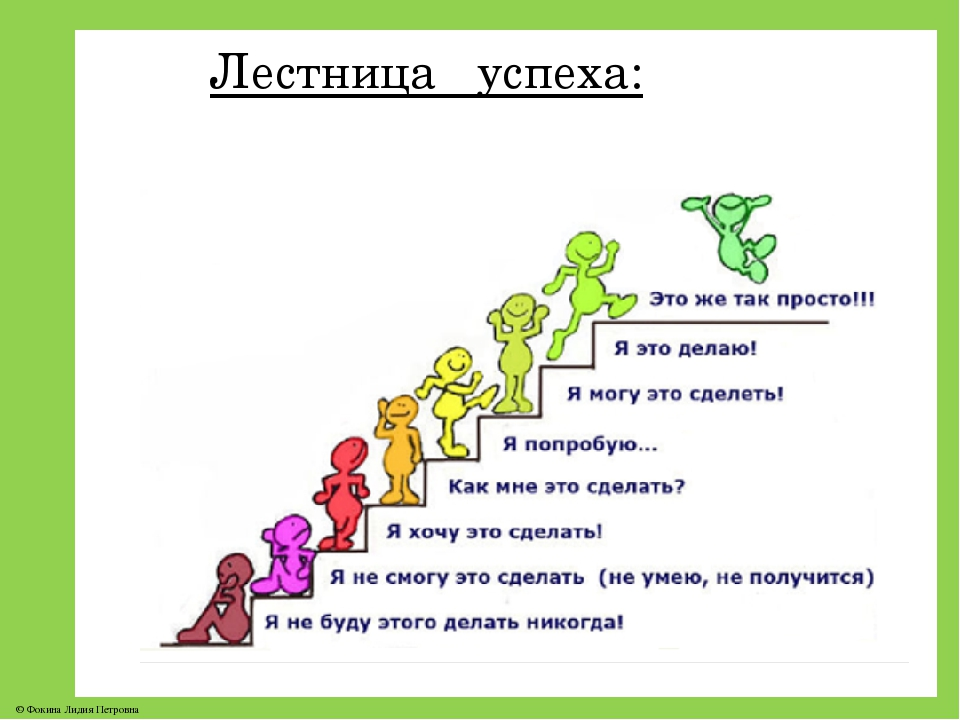 Лестница успеха:
Это же так просто!!!
Я это делаю!
Я могу это сделеть!
Я попробую...
Как мне это сделать?
Я хочу это сделать!
Я не смогу это сделать (не умею, не получится)
Я не буду этого делать никогда!
© Фокина Лидия Петровна